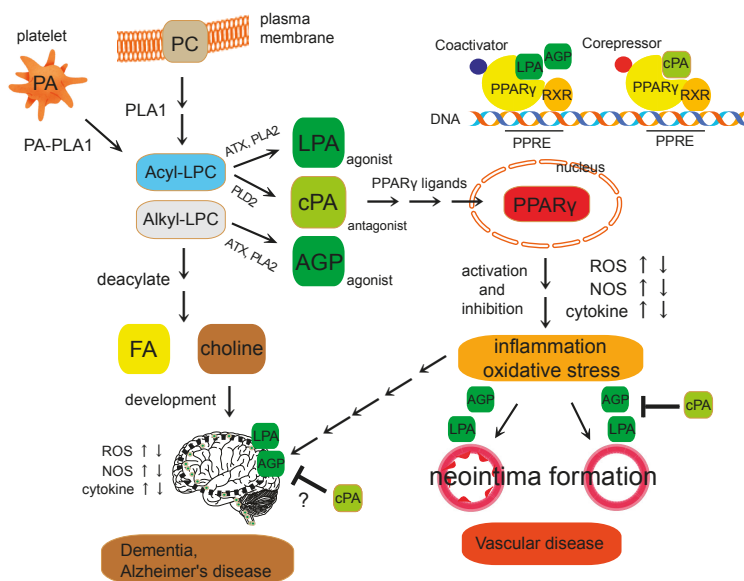 platelet
PA
PC
plasma
membrane
PLA1
PA-PLA1
Coactivator
LPA
AGP
PPARγ
RXR
Corepressor
cPA
PPARγ
RXR
DNA
PPRE
PPRE
Acyl-LPC
Alkyl-LPC
ATX, PLA2
PLD2
ATX, PLA2
LPA
agonist
cPA
antagonist
AGP
agonist
PPARγ ligands
nucleus
PPARγ
deacylate
FA
choline
development
activation
and
inhibition
ROS ↑ ↓
NOS ↑ ↓
cytokine ↑ ↓
inflammation
oxidative stress
AGP
LPA
AGP
LPA
cPA
neointima formation
Vascular disease
ROS ↑ ↓
NOS ↑ ↓
cytokine ↑ ↓
LPA
AGP
?
cPA
Dementia,
Alzheimer's disease